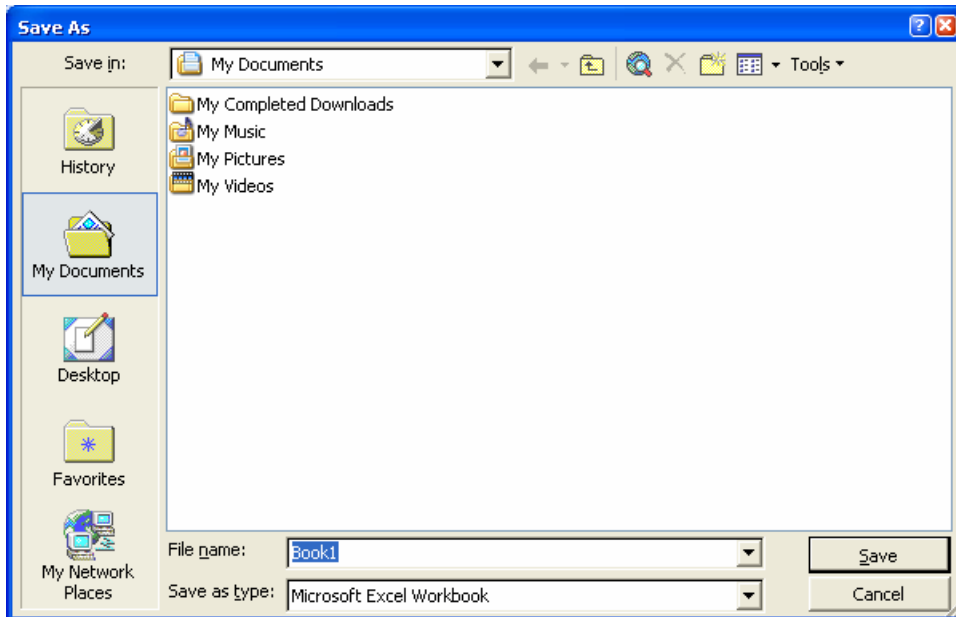 Save As
Save in:
My Documents
Tools
My Completed Downloads
My Music
My Pictures
My Videos
History
My Documents
Desktop
Favorites
My Network
Places
File name:
Book1
Save
Save as type:
Microsoft Excel Workbook
Cancel